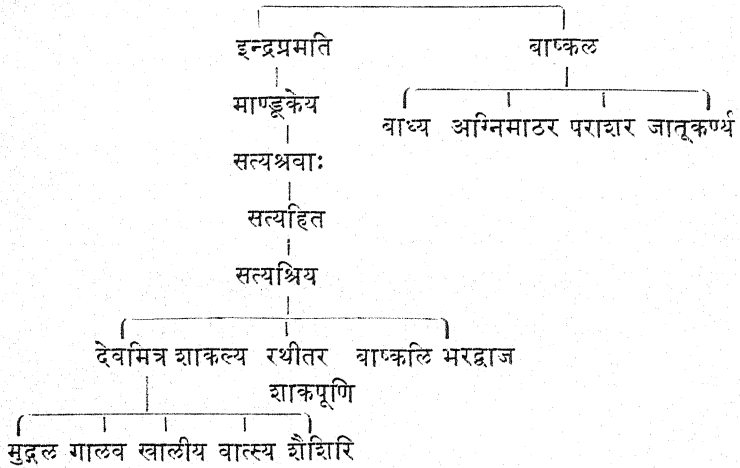 इन्द्रप्रमति बाष्कल
माण्डूकेय
बाध्य अग्निमाठर पराशर जातूकर्ण्य
सत्यश्रवाः
सत्यहित
सत्यश्रिय
देवमित्र शाकल्य रथीतर बाष्कलि भरद्वाज
शाकपूणि
मुद्गल गालव खालीय वात्स्य शैशिरि